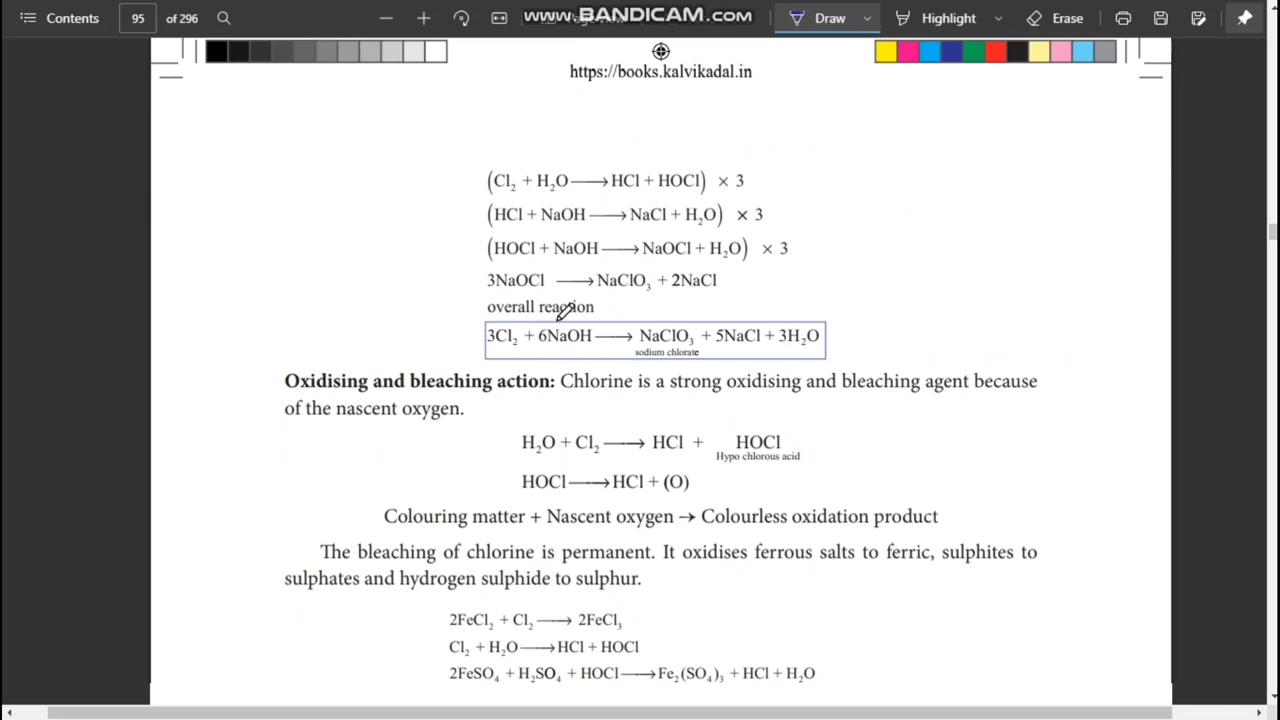 Contents 95 of 296 www.BANDICAM.com Draw Highlight Erase
https://books.kalvikadal.in
(Cl₂ + H₂O ⟶ HCl + HOCl) × 3
(HCl + NaOH ⟶ NaCl + H₂O) × 3
(HOCl + NaOH ⟶ NaOCl + H₂O) × 3
3NaOCl ⟶ NaClO₃ + 2NaCl
overall reaction
3Cl₂ + 6NaOH ⟶ NaClO₃ + 5NaCl + 3H₂O
sodium chlorate
Oxidising and bleaching action: Chlorine is a strong oxidising and bleaching agent because
of the nascent oxygen.
H₂O + Cl₂ ⟶ HCl + HOCl
Hypo chlorous acid
HOCl ⟶ HCl + (O)
Colouring matter + Nascent oxygen → Colourless oxidation product
The bleaching of chlorine is permanent. It oxidises ferrous salts to ferric, sulphites to
sulphates and hydrogen sulphide to sulphur.
2FeCl₂ + Cl₂ ⟶ 2FeCl₃
Cl₂ + H₂O ⟶ HCl + HOCl
2FeSO₄ + H₂SO₄ + HOCl ⟶ Fe₂(SO₄)₃ + HCl + H₂O